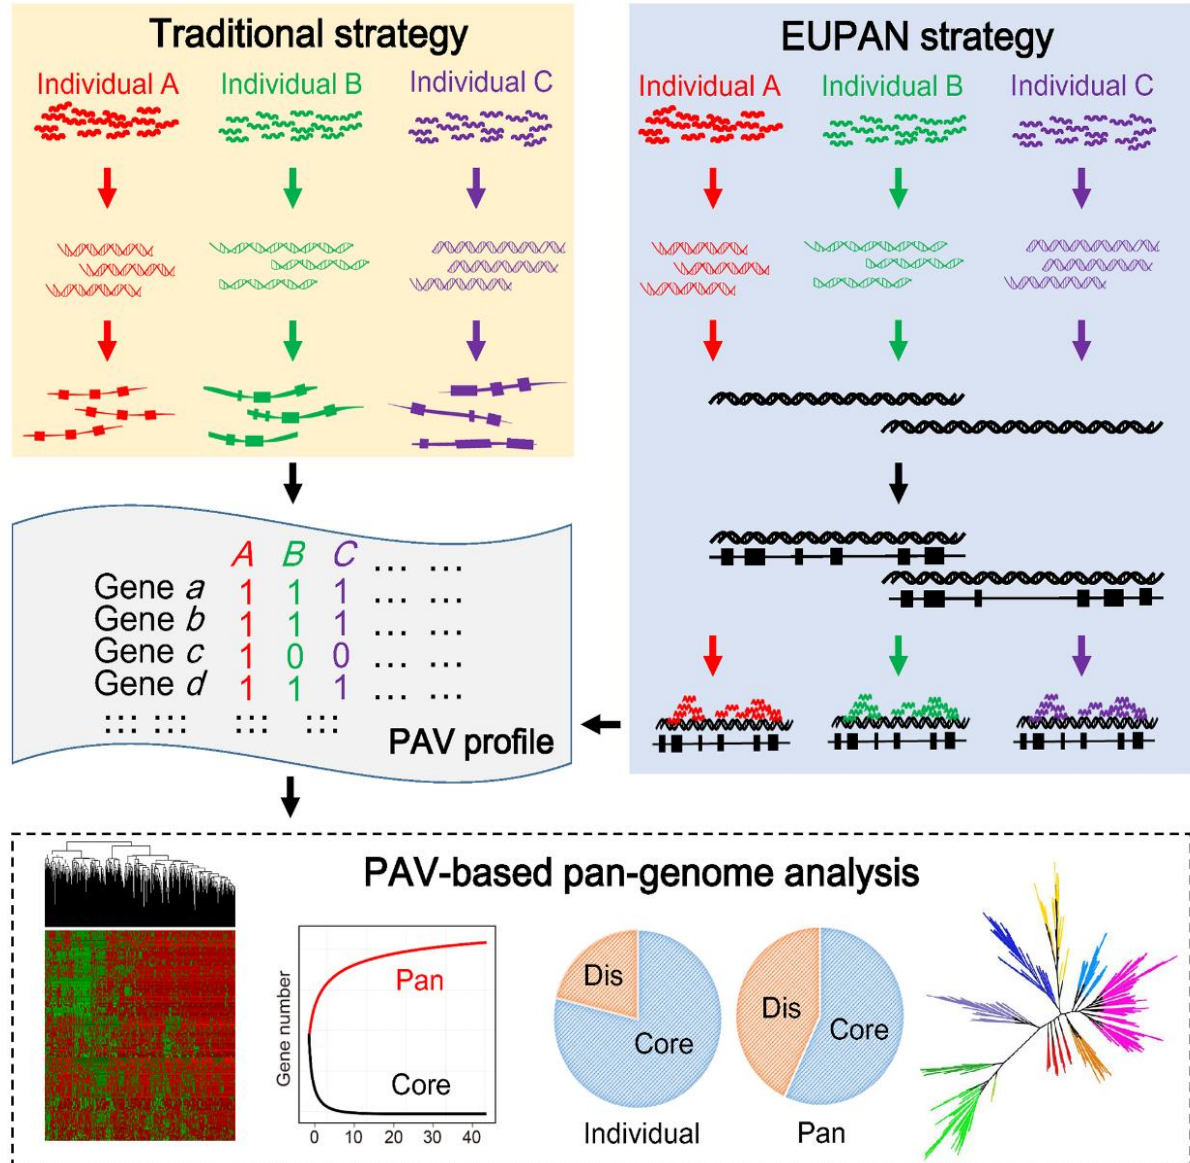 Traditional strategy
Individual A Individual B Individual C
EUPAN strategy
Individual A Individual B Individual C
A B C ... ...
Gene a 1 1 1 ... ...
Gene b 1 1 1 ... ...
Gene c 1 0 0 ... ...
Gene d 1 1 1 ... ...
... ... ... ...
PAV profile
PAV-based pan-genome analysis
Gene number
Pan
Core
0 10 20 30 40
Dis
Core
Individual
Dis
Core
Pan